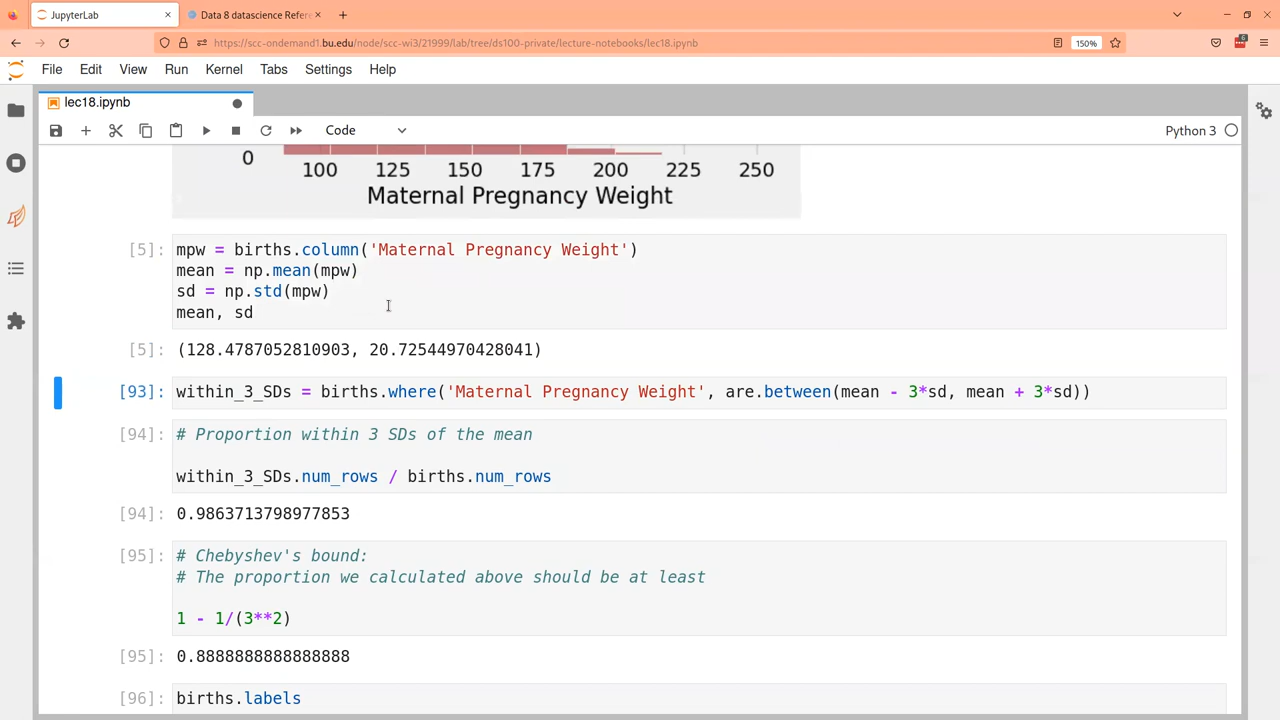 JupyterLab
Data 8 datascience Refere
https://scc-ondemand1.bu.edu/node/scc-wi3/21999/lab/tree/ds100-private/lecture-notebooks/lec18.ipynb
150%
6
File Edit View Run Kernel Tabs Settings Help
lec18.ipynb
Code
Python 3
0
100 125 150 175 200 225 250
Maternal Pregnancy Weight
[5]:
mpw = births.column('Maternal Pregnancy Weight')
mean = np.mean(mpw)
sd = np.std(mpw)
mean, sd
[5]: (128.4787052810903, 20.72544970428041)
[93]: within_3_SDs = births.where('Maternal Pregnancy Weight', are.between(mean - 3*sd, mean + 3*sd))
[94]: # Proportion within 3 SDs of the mean
within_3_SDs.num_rows / births.num_rows
[94]: 0.9863713798977853
[95]: # Chebyshev's bound:
# The proportion we calculated above should be at least
1 - 1/(3**2)
[95]: 0.8888888888888888
[96]: births.labels